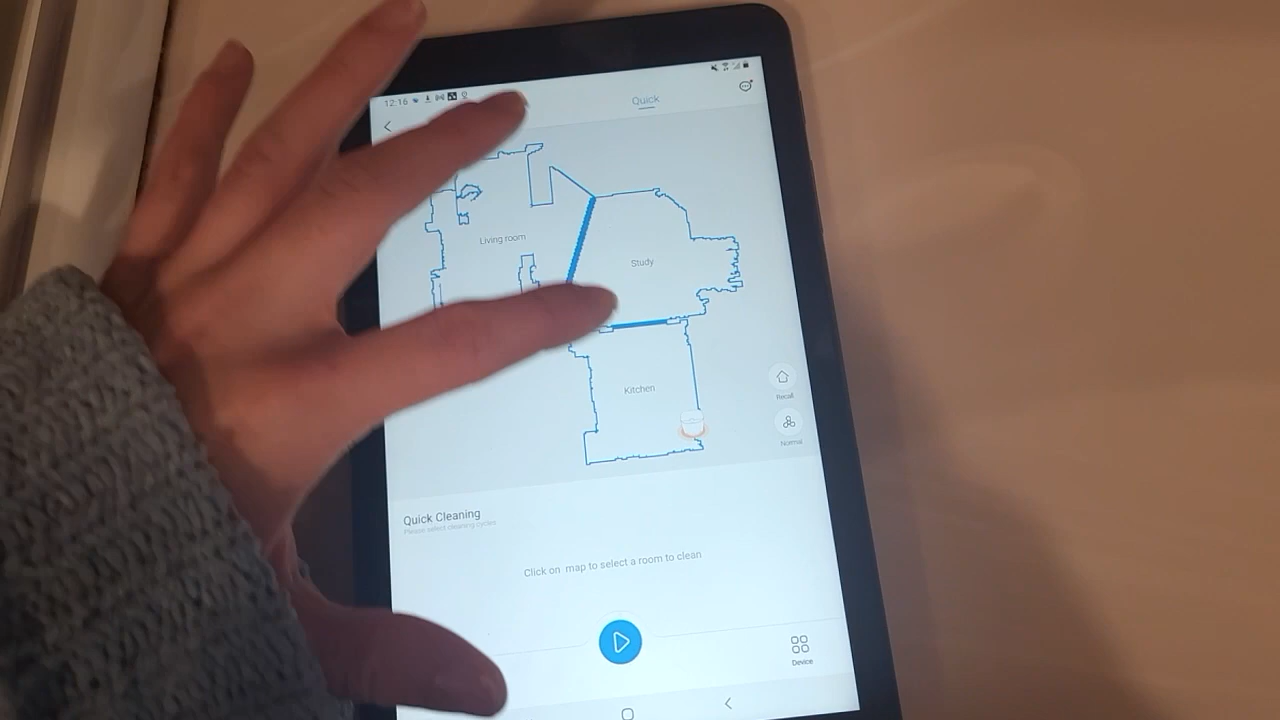 12:16
Quick
Living room
Study
Kitchen
Recall
Normal
Quick Cleaning
Please select cleaning cycles
Click on map to select a room to clean
Device